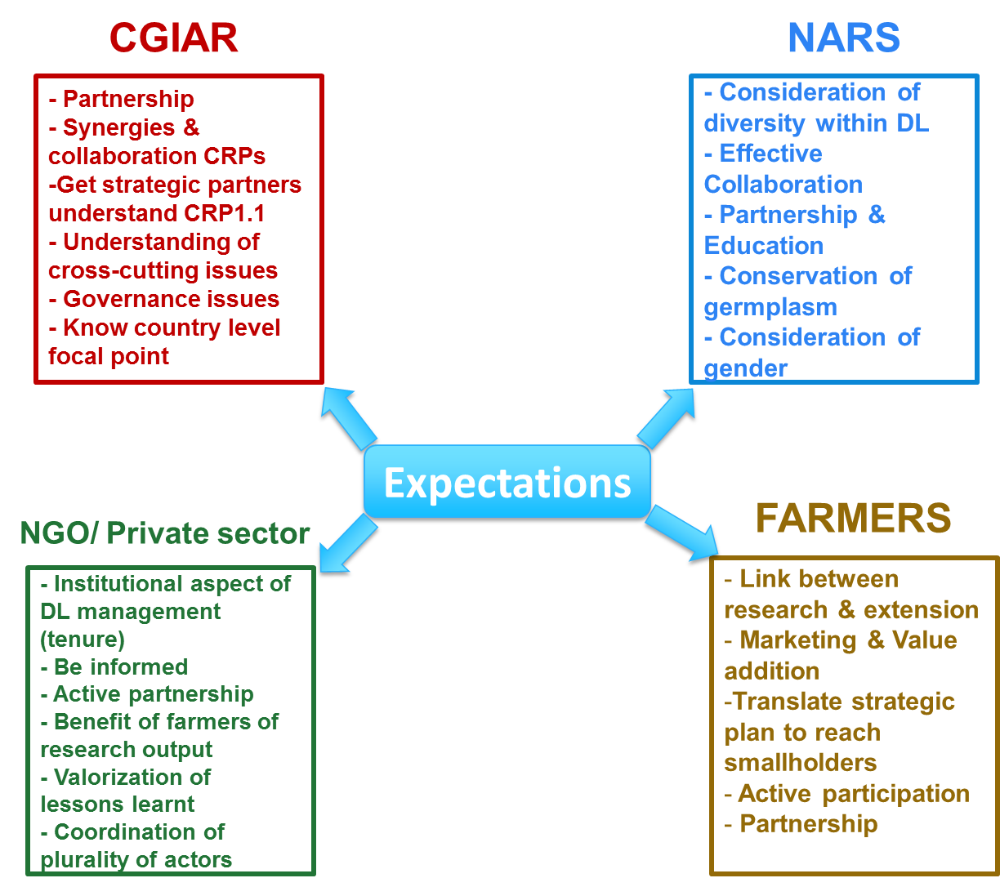 CGIAR
- Partnership
- Synergies &
collaboration CRPs
-Get strategic partners
understand CRP1.1
- Understanding of
cross-cutting issues
- Governance issues
- Know country level
focal point
NARS
- Consideration of
diversity within DL
- Effective
Collaboration
- Partnership &
Education
- Conservation of
germplasm
- Consideration of
gender
Expectations
NGO/ Private sector
- Institutional aspect of
DL management
(tenure)
- Be informed
- Active partnership
- Benefit of farmers of
research output
- Valorization of
lessons learnt
- Coordination of
plurality of actors
FARMERS
- Link between
research & extension
- Marketing & Value
addition
-Translate strategic
plan to reach
smallholders
- Active participation
- Partnership